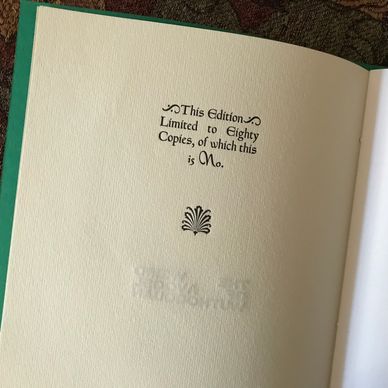 This Edition
Limited to Eighty
Copies, of which this
is No.